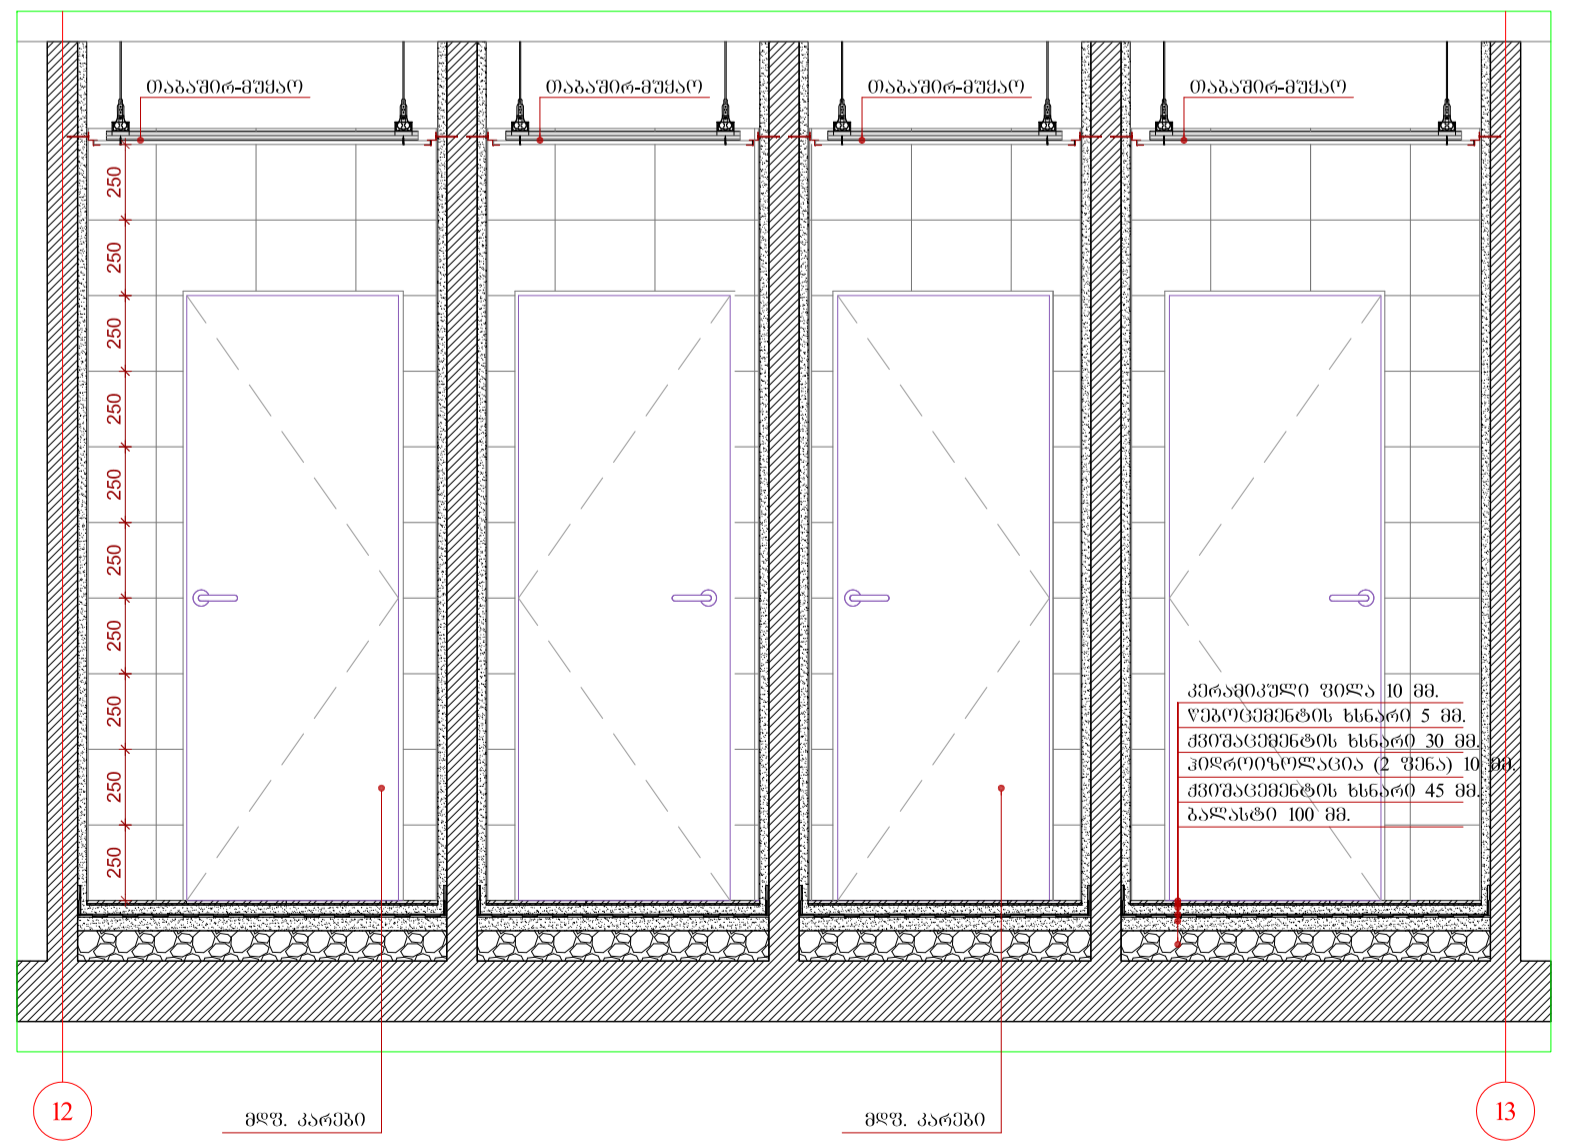 თაბაშირ-მუყაო
თაბაშირ-მუყაო
თაბაშირ-მუყაო
თაბაშირ-მუყაო
250
250
250
250
250
250
250
250
250
250
კერამიკული ფილა 10 მმ.
წებოცემენტის ხსნარი 5 მმ.
ქვიშაცემენტის ხსნარი 30 მმ.
ჰიდროიზოლაცია (2 ფენა) 10 მმ.
ქვიშაცემენტის ხსნარი 45 მმ.
ბალასტი 100 მმ.
12
მდფ. კარები
მდფ. კარები
13